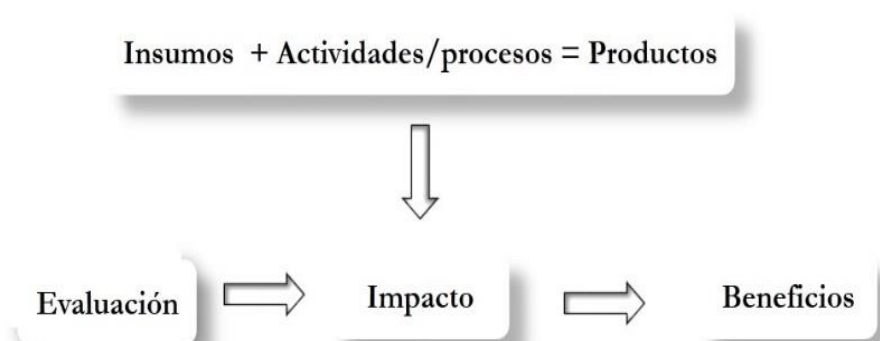 Insumos + Actividades/procesos = Productos
Evaluación
Impacto
Beneficios